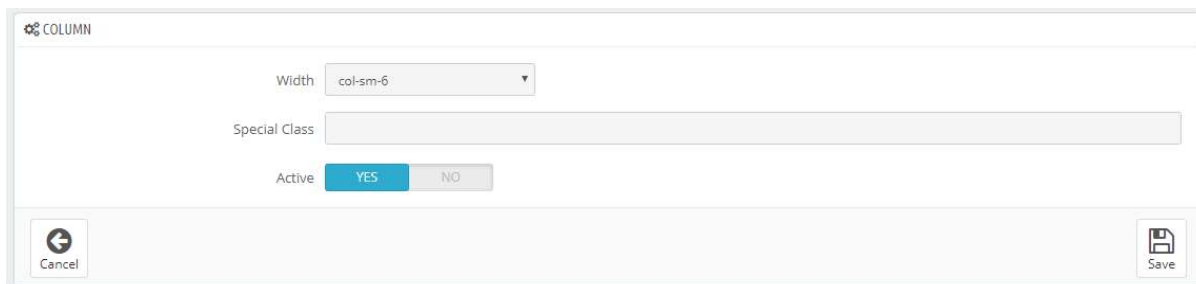 COLUMN
Width col-sm-6
Special Class
Active YES NO
Cancel Save